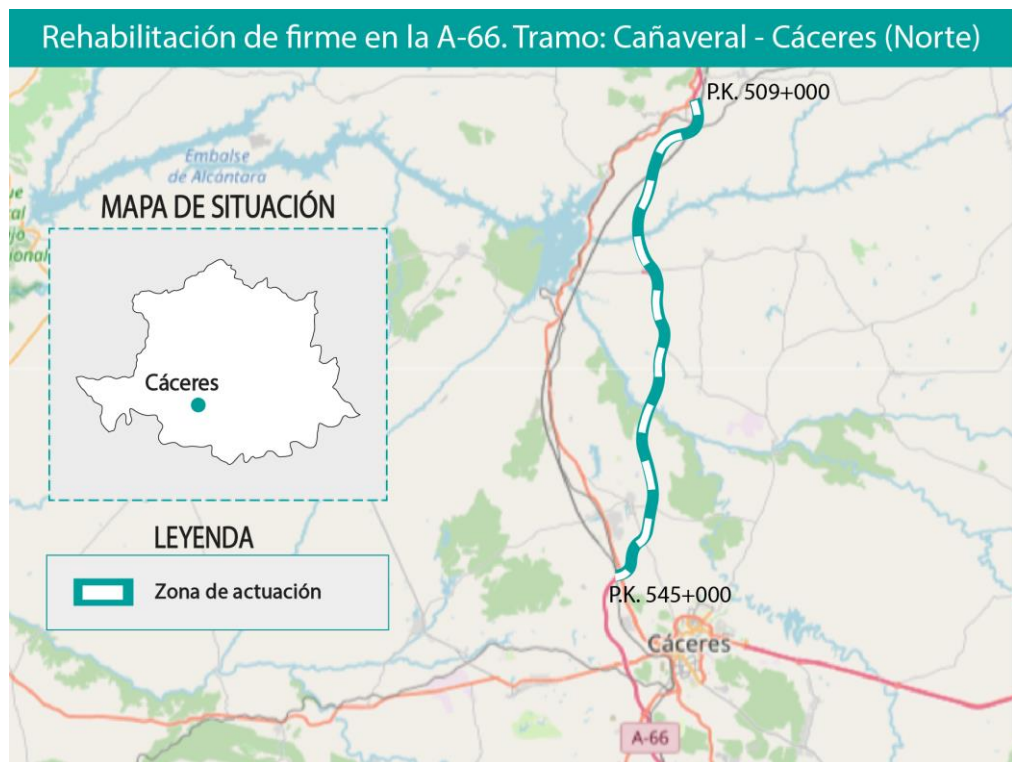 Rehabilitación de firme en la A-66. Tramo: Cañaveral - Cáceres (Norte)
P.K. 509+000
Embalse
de Alcántara
MAPA DE SITUACIÓN
Cáceres
LEYENDA
Zona de actuación
P.K. 545+000
Cáceres
A-66